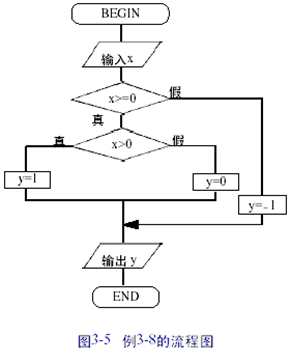 BEGIN
输入x
x>=0
假
真
x>0
真
假
y=1
y=0
y=-1
输出y
END
图3-5 例3-8的流程图